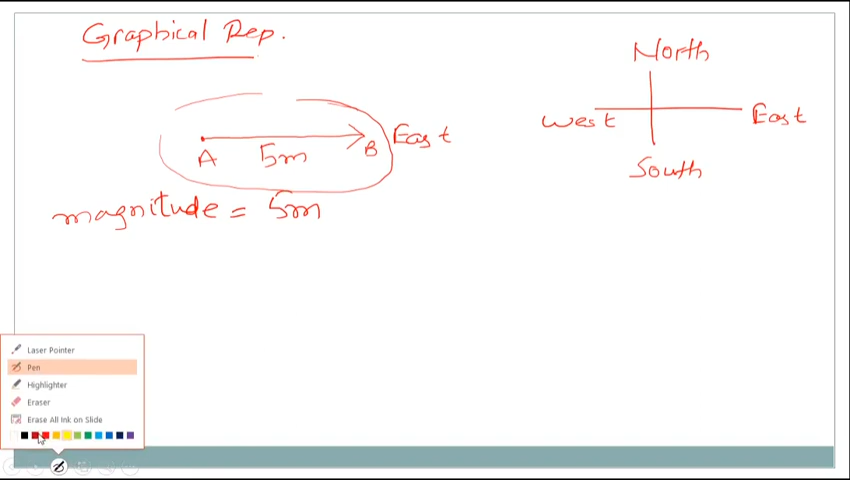 Graphical Rep.
North
West
East
South
A
5m
B
East
magnitude = 5m
Laser Pointer
Pen
Highlighter
Eraser
Erase All Ink on Slide